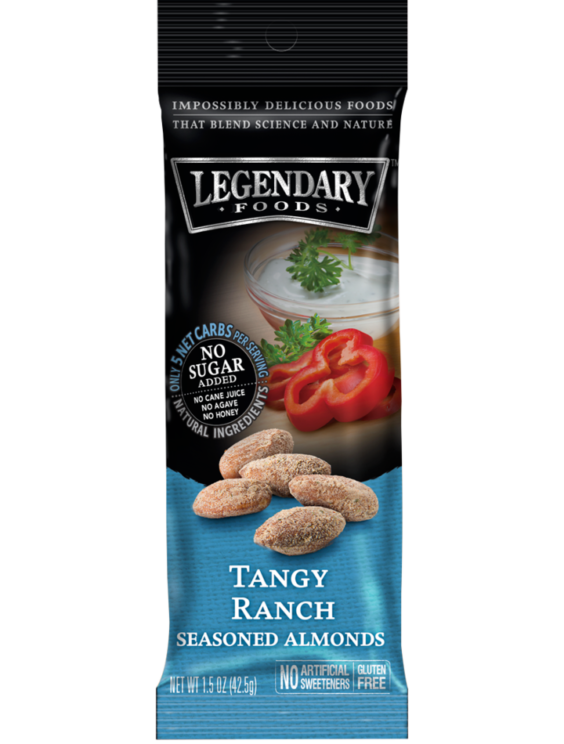 IMPOSSIBLY DELICIOUS FOODS
THAT BLEND SCIENCE AND NATURE
LEGENDARY™
·FOODS·
ONLY 5 NET CARBS PER SERVING
NO
SUGAR
ADDED
NO CANE JUICE
NO AGAVE
NO HONEY
NATURAL INGREDIENTS
TANGY
RANCH
SEASONED ALMONDS
NET WT 1.5 OZ (42.5g)
NO ARTIFICIAL SWEETENERS
GLUTEN FREE